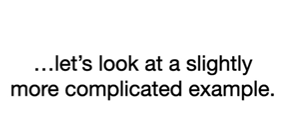 …let’s look at a slightly
more complicated example.